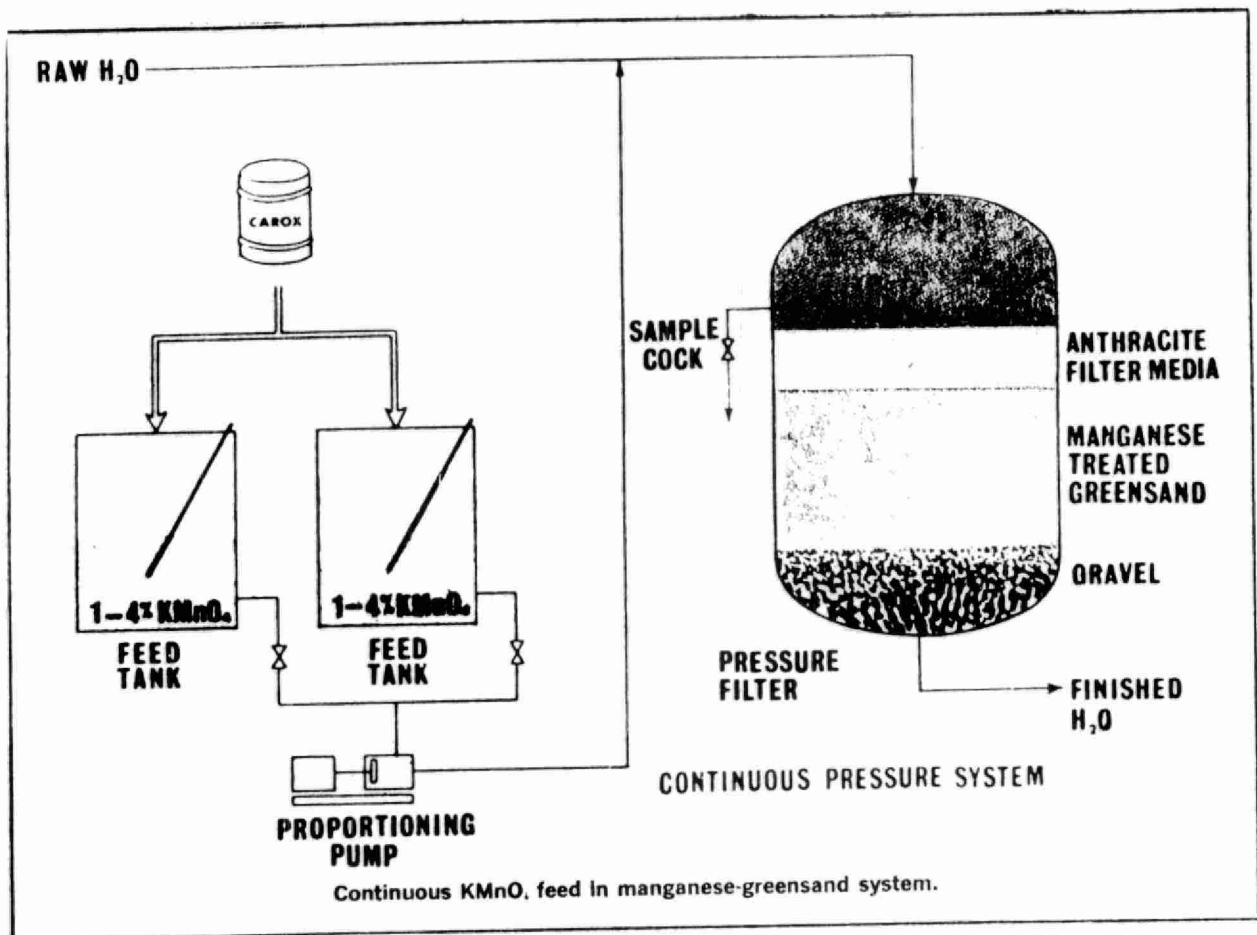 RAW H₂O
CAROX
SAMPLE
COCK
ANTHRACITE
FILTER MEDIA
MANGANESE
TREATED
GREENSAND
GRAVEL
1-4% KMnO₄
1-4% KMnO₄
FEED
TANK
FEED
TANK
PRESSURE
FILTER
FINISHED
H₂O
CONTINUOUS PRESSURE SYSTEM
PROPORTIONING
PUMP
Continuous KMnO₄ feed in manganese-greensand system.